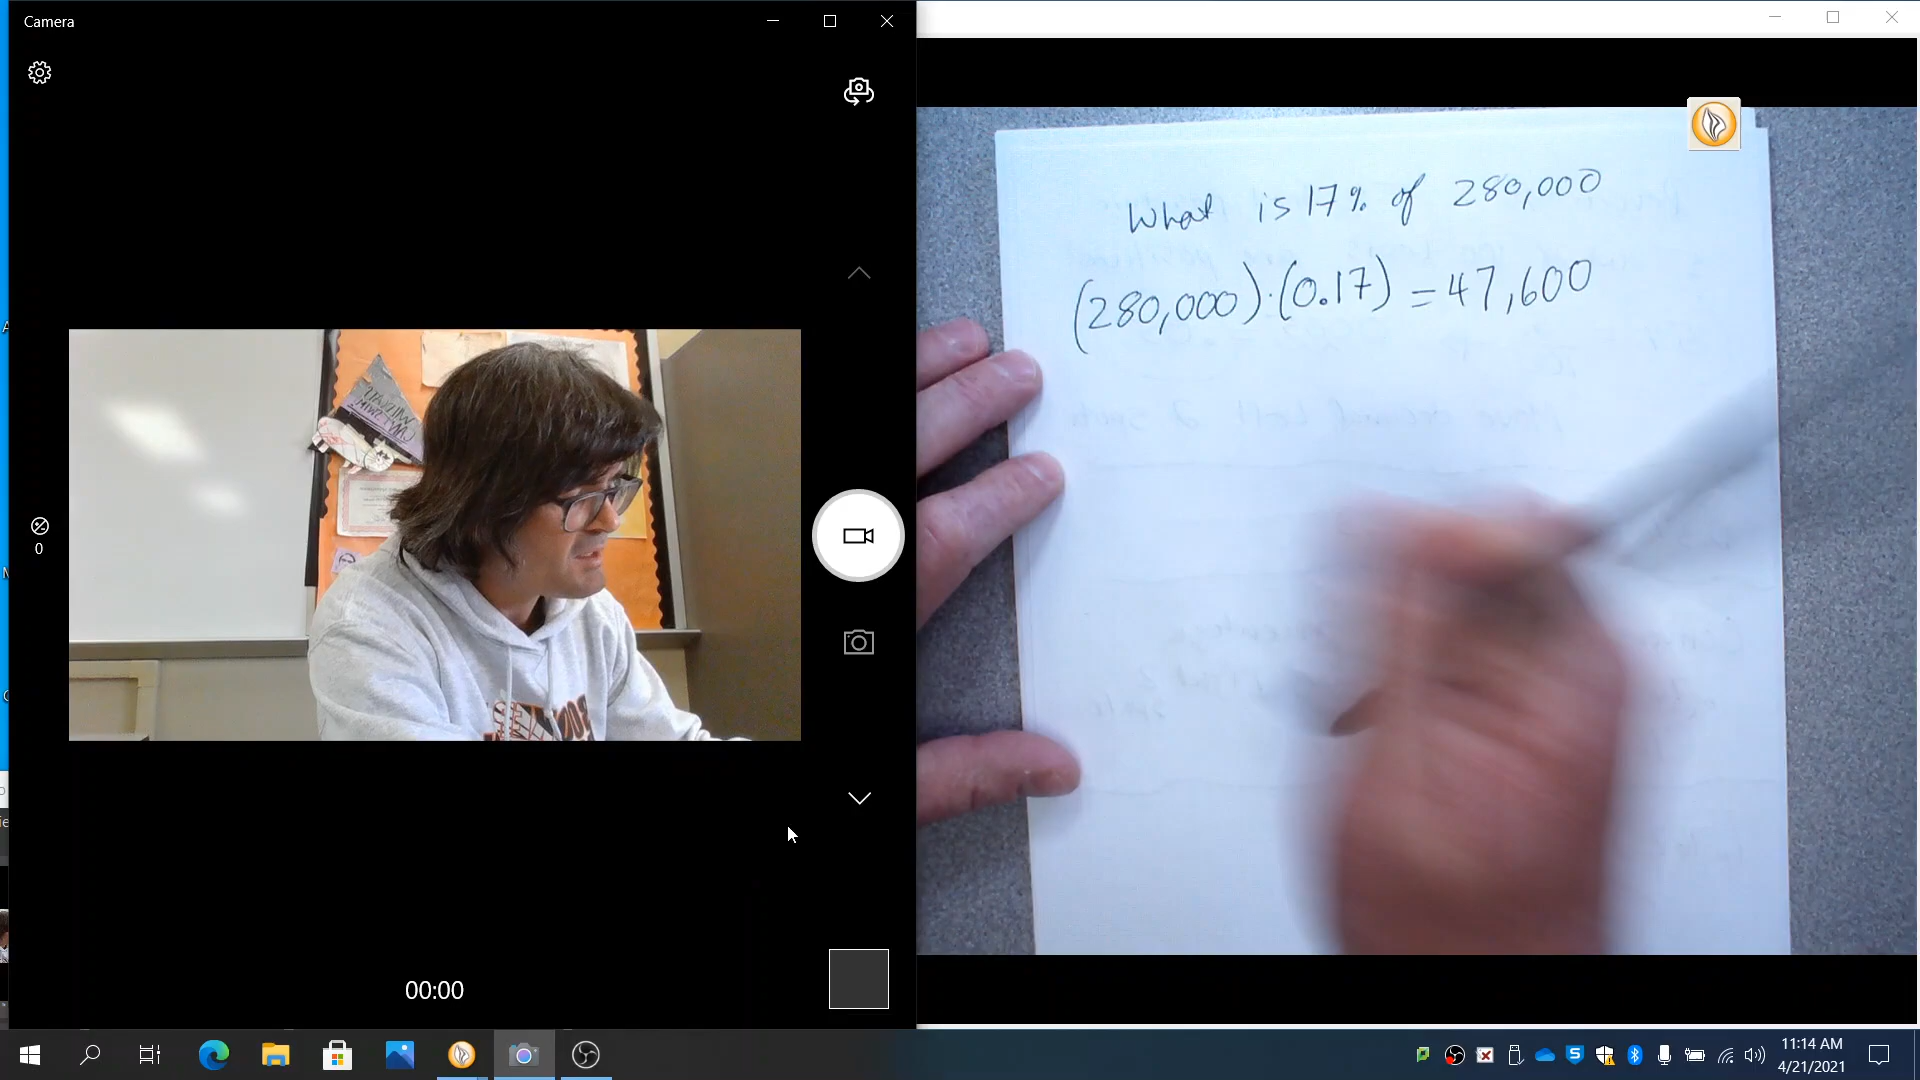 Camera
What is 17% of 280,000
(280,000)·(0.17) = 47,600
0
00:00
11:14 AM
4/21/2021